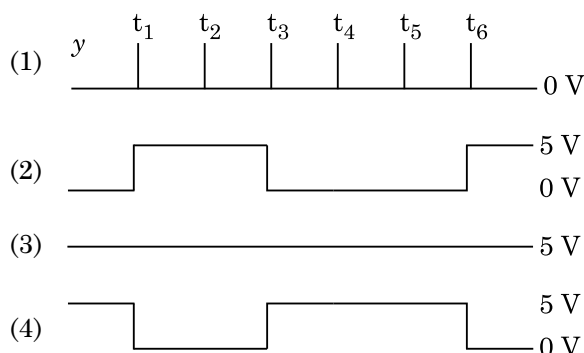 t1 t2 t3 t4 t5 t6
(1) y 0 V
(2) 5 V
0 V
(3) 5 V
(4) 5 V
0 V